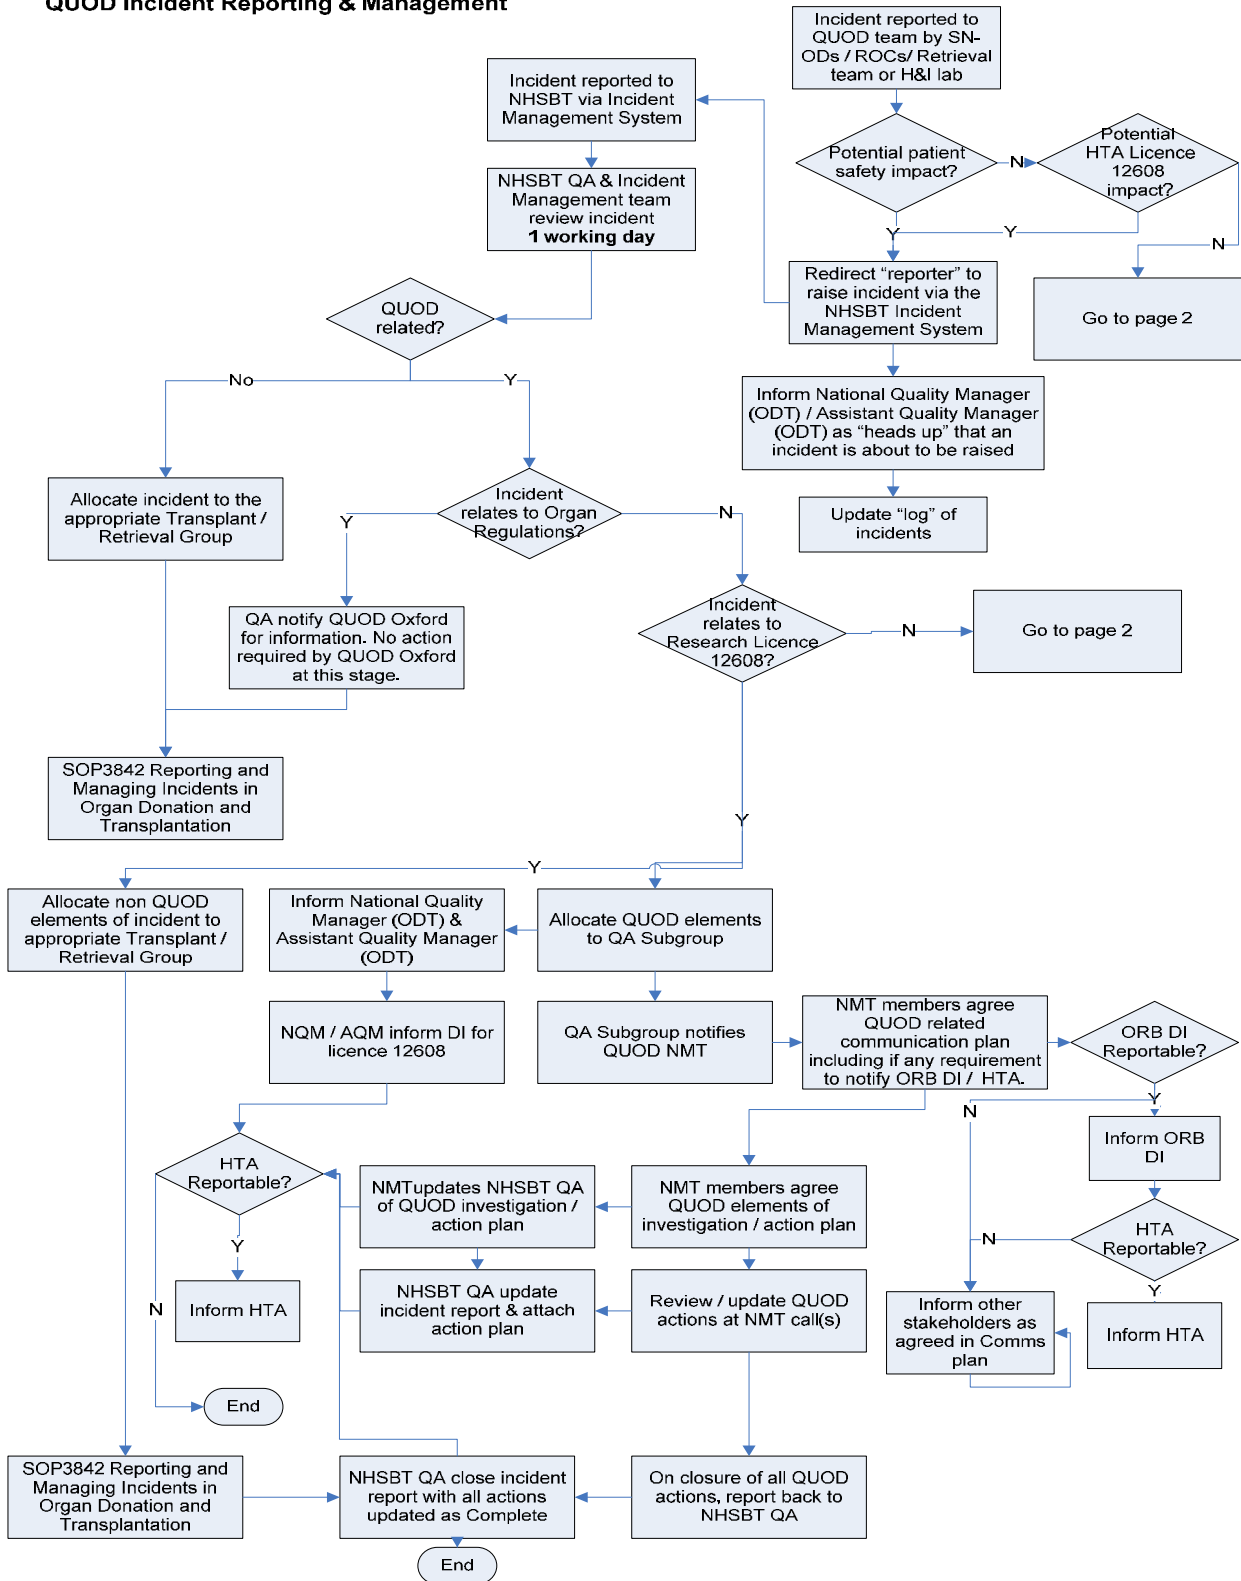 QUOD Incident Reporting & Management
Incident reported to
QUOD team by SN-
ODs / ROCs/ Retrieval
team or H&I lab
Incident reported to
NHSBT via Incident
Management System
Potential patient
safety impact?
N
Potential
HTA Licence
12608
impact?
NHSBT QA & Incident
Management team
review incident
1 working day
Y
Y
N
Redirect “reporter” to
raise incident via the
NHSBT Incident
Management System
Go to page 2
QUOD
related?
No
Y
Inform National Quality Manager
(ODT) / Assistant Quality Manager
(ODT) as “heads up” that an
incident is about to be raised
Allocate incident to the
appropriate Transplant /
Retrieval Group
Incident
relates to Organ
Regulations?
Y
N
Update “log” of
incidents
QA notify QUOD Oxford
for information. No action
required by QUOD Oxford
at this stage.
Incident
relates to
Research Licence
12608?
N
Go to page 2
SOP3842 Reporting and
Managing Incidents in
Organ Donation and
Transplantation
Y
Y
Allocate non QUOD
elements of incident to
appropriate Transplant /
Retrieval Group
Inform National Quality
Manager (ODT) &
Assistant Quality Manager
(ODT)
Allocate QUOD elements
to QA Subgroup
NQM / AQM inform DI for
licence 12608
QA Subgroup notifies
QUOD NMT
NMT members agree
QUOD related
communication plan
including if any requirement
to notify ORB DI / HTA.
ORB DI
Reportable?
N
Y
Inform ORB
DI
HTA
Reportable?
NMTupdates NHSBT QA
of QUOD investigation /
action plan
NMT members agree
QUOD elements of
investigation / action plan
HTA
Reportable?
N
Y
Y
N
Inform HTA
NHSBT QA update
incident report & attach
action plan
Review / update QUOD
actions at NMT call(s)
Inform other
stakeholders as
agreed in Comms
plan
Inform HTA
End
SOP3842 Reporting and
Managing Incidents in
Organ Donation and
Transplantation
NHSBT QA close incident
report with all actions
updated as Complete
On closure of all QUOD
actions, report back to
NHSBT QA
End